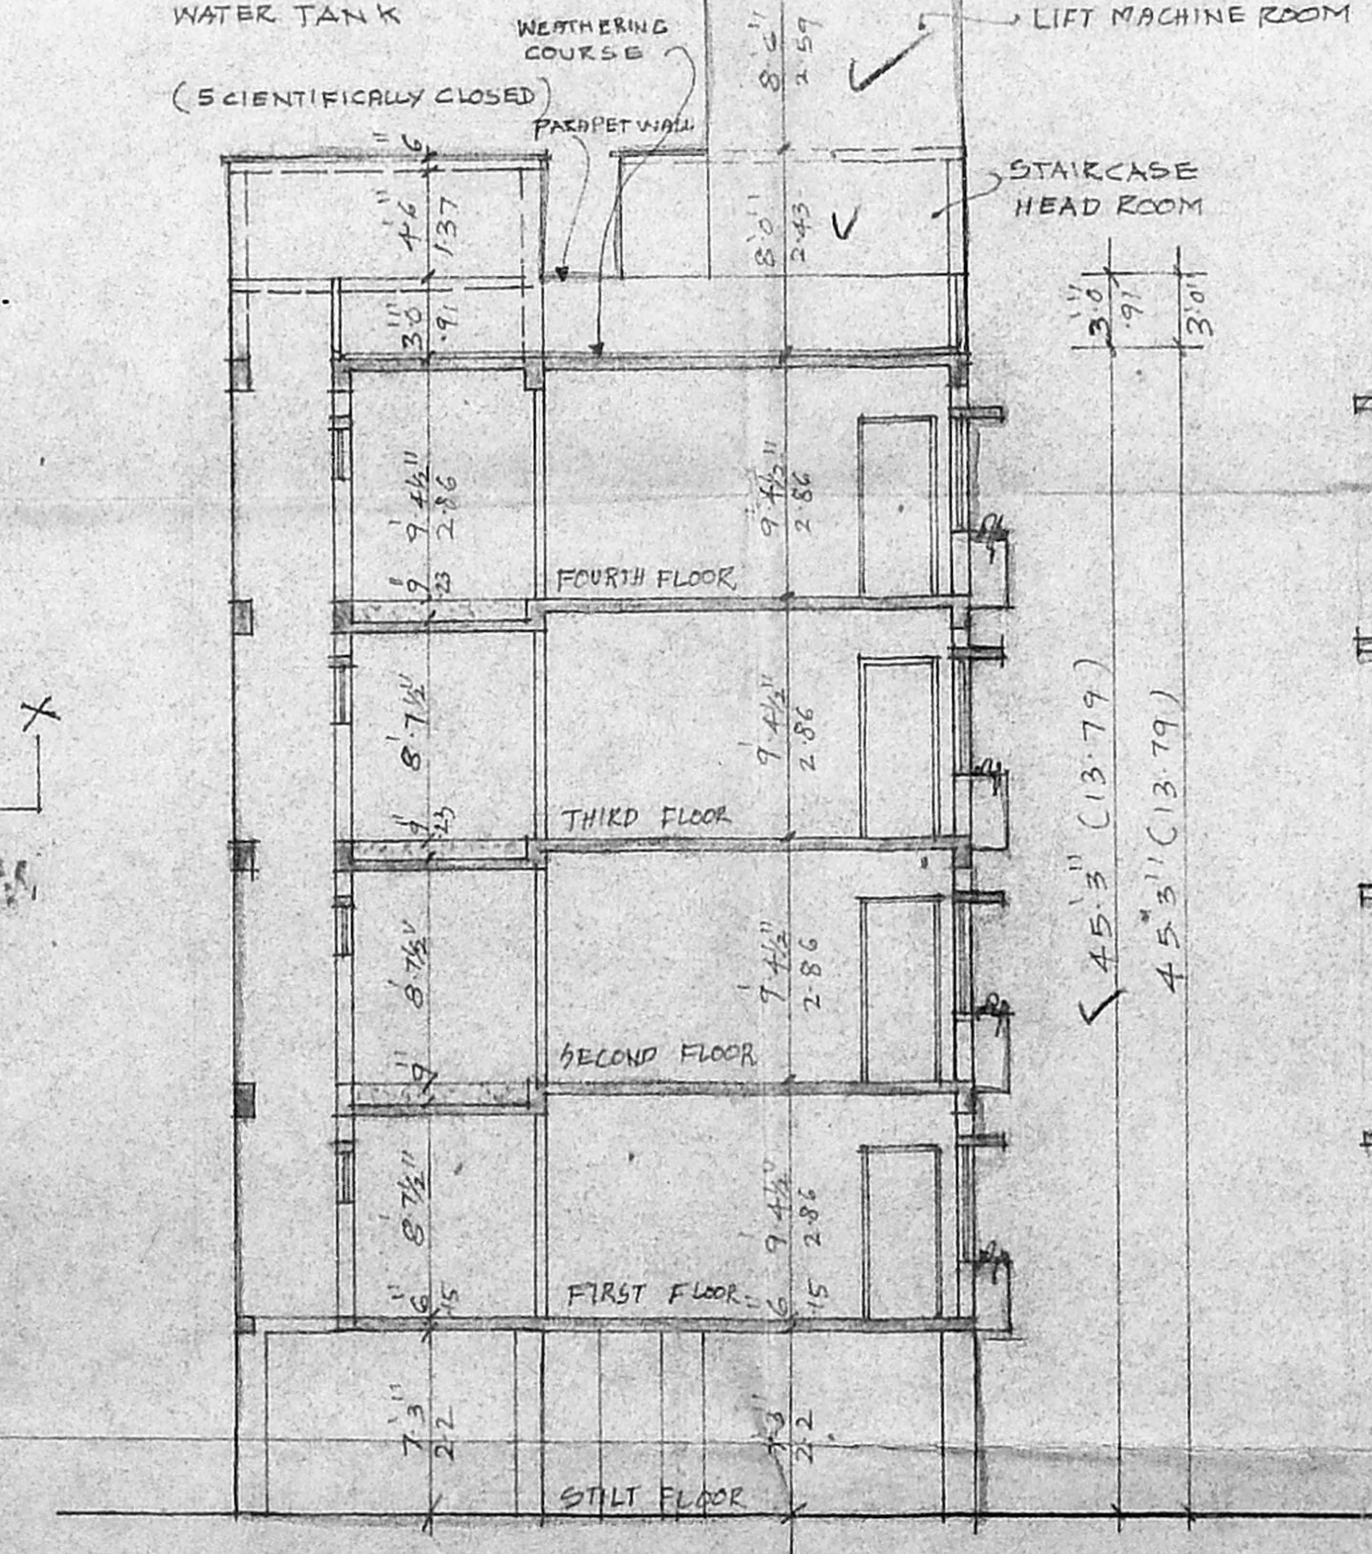 WATER TANK
(SCIENTIFICALLY CLOSED)
WEATHERING
COURSE
PARAPET WALL
8'6"
2.59
LIFT MACHINE ROOM
6"
4'6"
1.37
8'0"
2.43
STAIRCASE
HEAD ROOM
3'0"
.91
3'0"
.91
3'0"
9'4½"
2.86
9'4½"
2.86
9"
.23
FOURTH FLOOR
8'7½"
9'4½"
2.86
9"
.23
THIRD FLOOR
X
8'7½"
9'4½"
2.86
45'3" (13.79)
45'3" (13.79)
9"
SECOND FLOOR
8'7½"
9'4½"
2.86
6"
.15
FIRST FLOOR
6"
.15
7'3"
2.2
7'3"
2.2
STILT FLOOR